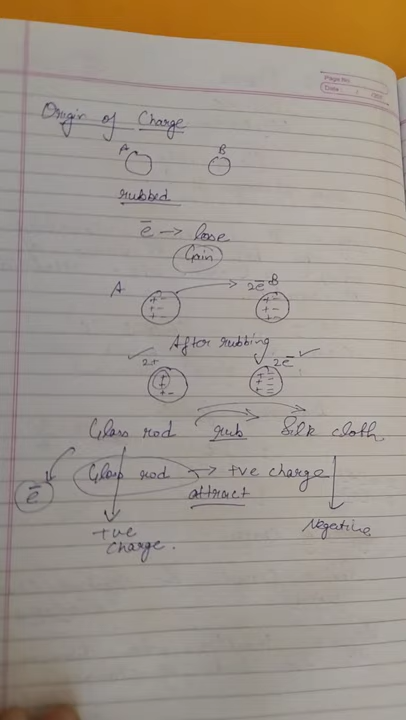 Page No.
Date
Origin of Charge
A B
rubbed
e̅ → lose
Gain
A 2e̅ B
+ - + -
+ - + -
+ - + -
After rubbing
2+ 2e̅
Glass rod rub Silk cloth
Glass rod → +ve charge
e̅ attract
+ve Negative
charge.